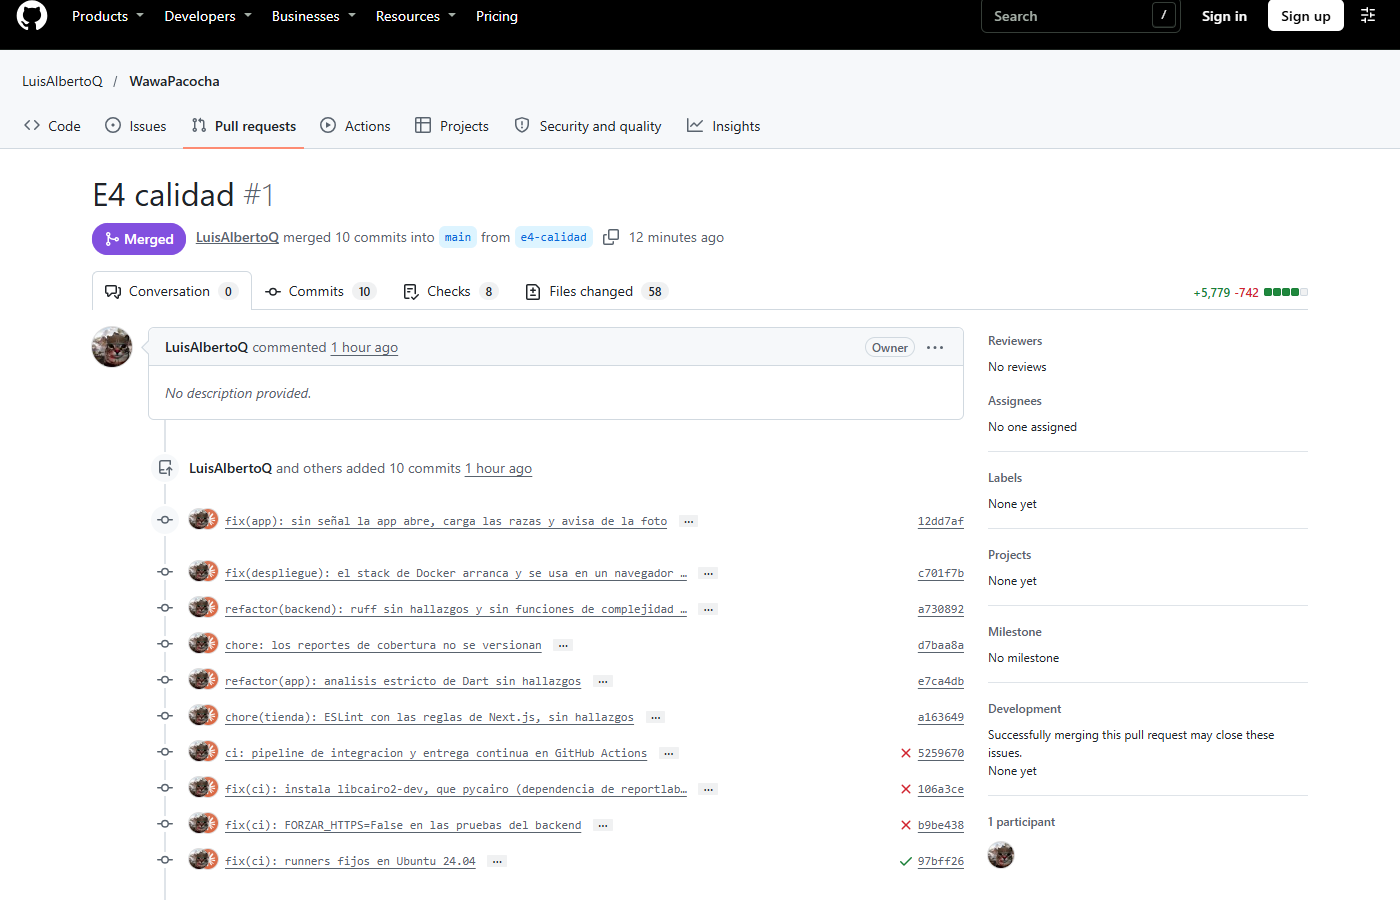 Products Developers Businesses Resources Pricing Search / Sign in Sign up
LuisAlbertoQ / WawaPacocha
Code Issues Pull requests Actions Projects Security and quality Insights
E4 calidad #1
Merged LuisAlbertoQ merged 10 commits into main from e4-calidad 12 minutes ago
Conversation 0 Commits 10 Checks 8 Files changed 58 +5,779 -742
LuisAlbertoQ commented 1 hour ago Owner ...
No description provided.
LuisAlbertoQ and others added 10 commits 1 hour ago
fix(app): sin señal la app abre, carga las razas y avisa de la foto ... 12dd7af
fix(despliegue): el stack de Docker arranca y se usa en un navegador … ... c701f7b
refactor(backend): ruff sin hallazgos y sin funciones de complejidad … ... a730892
chore: los reportes de cobertura no se versionan ... d7baa8a
refactor(app): analisis estricto de Dart sin hallazgos ... e7ca4db
chore(tienda): ESLint con las reglas de Next.js, sin hallazgos ... a163649
ci: pipeline de integracion y entrega continua en GitHub Actions ... 5259670
fix(ci): instala libcairo2-dev, que pycairo (dependencia de reportlab… ... 106a3ce
fix(ci): FORZAR_HTTPS=False en las pruebas del backend ... b9be438
fix(ci): runners fijos en Ubuntu 24.04 ... 97bff26
Reviewers
No reviews
Assignees
No one assigned
Labels
None yet
Projects
None yet
Milestone
No milestone
Development
Successfully merging this pull request may close these
issues.
None yet
1 participant